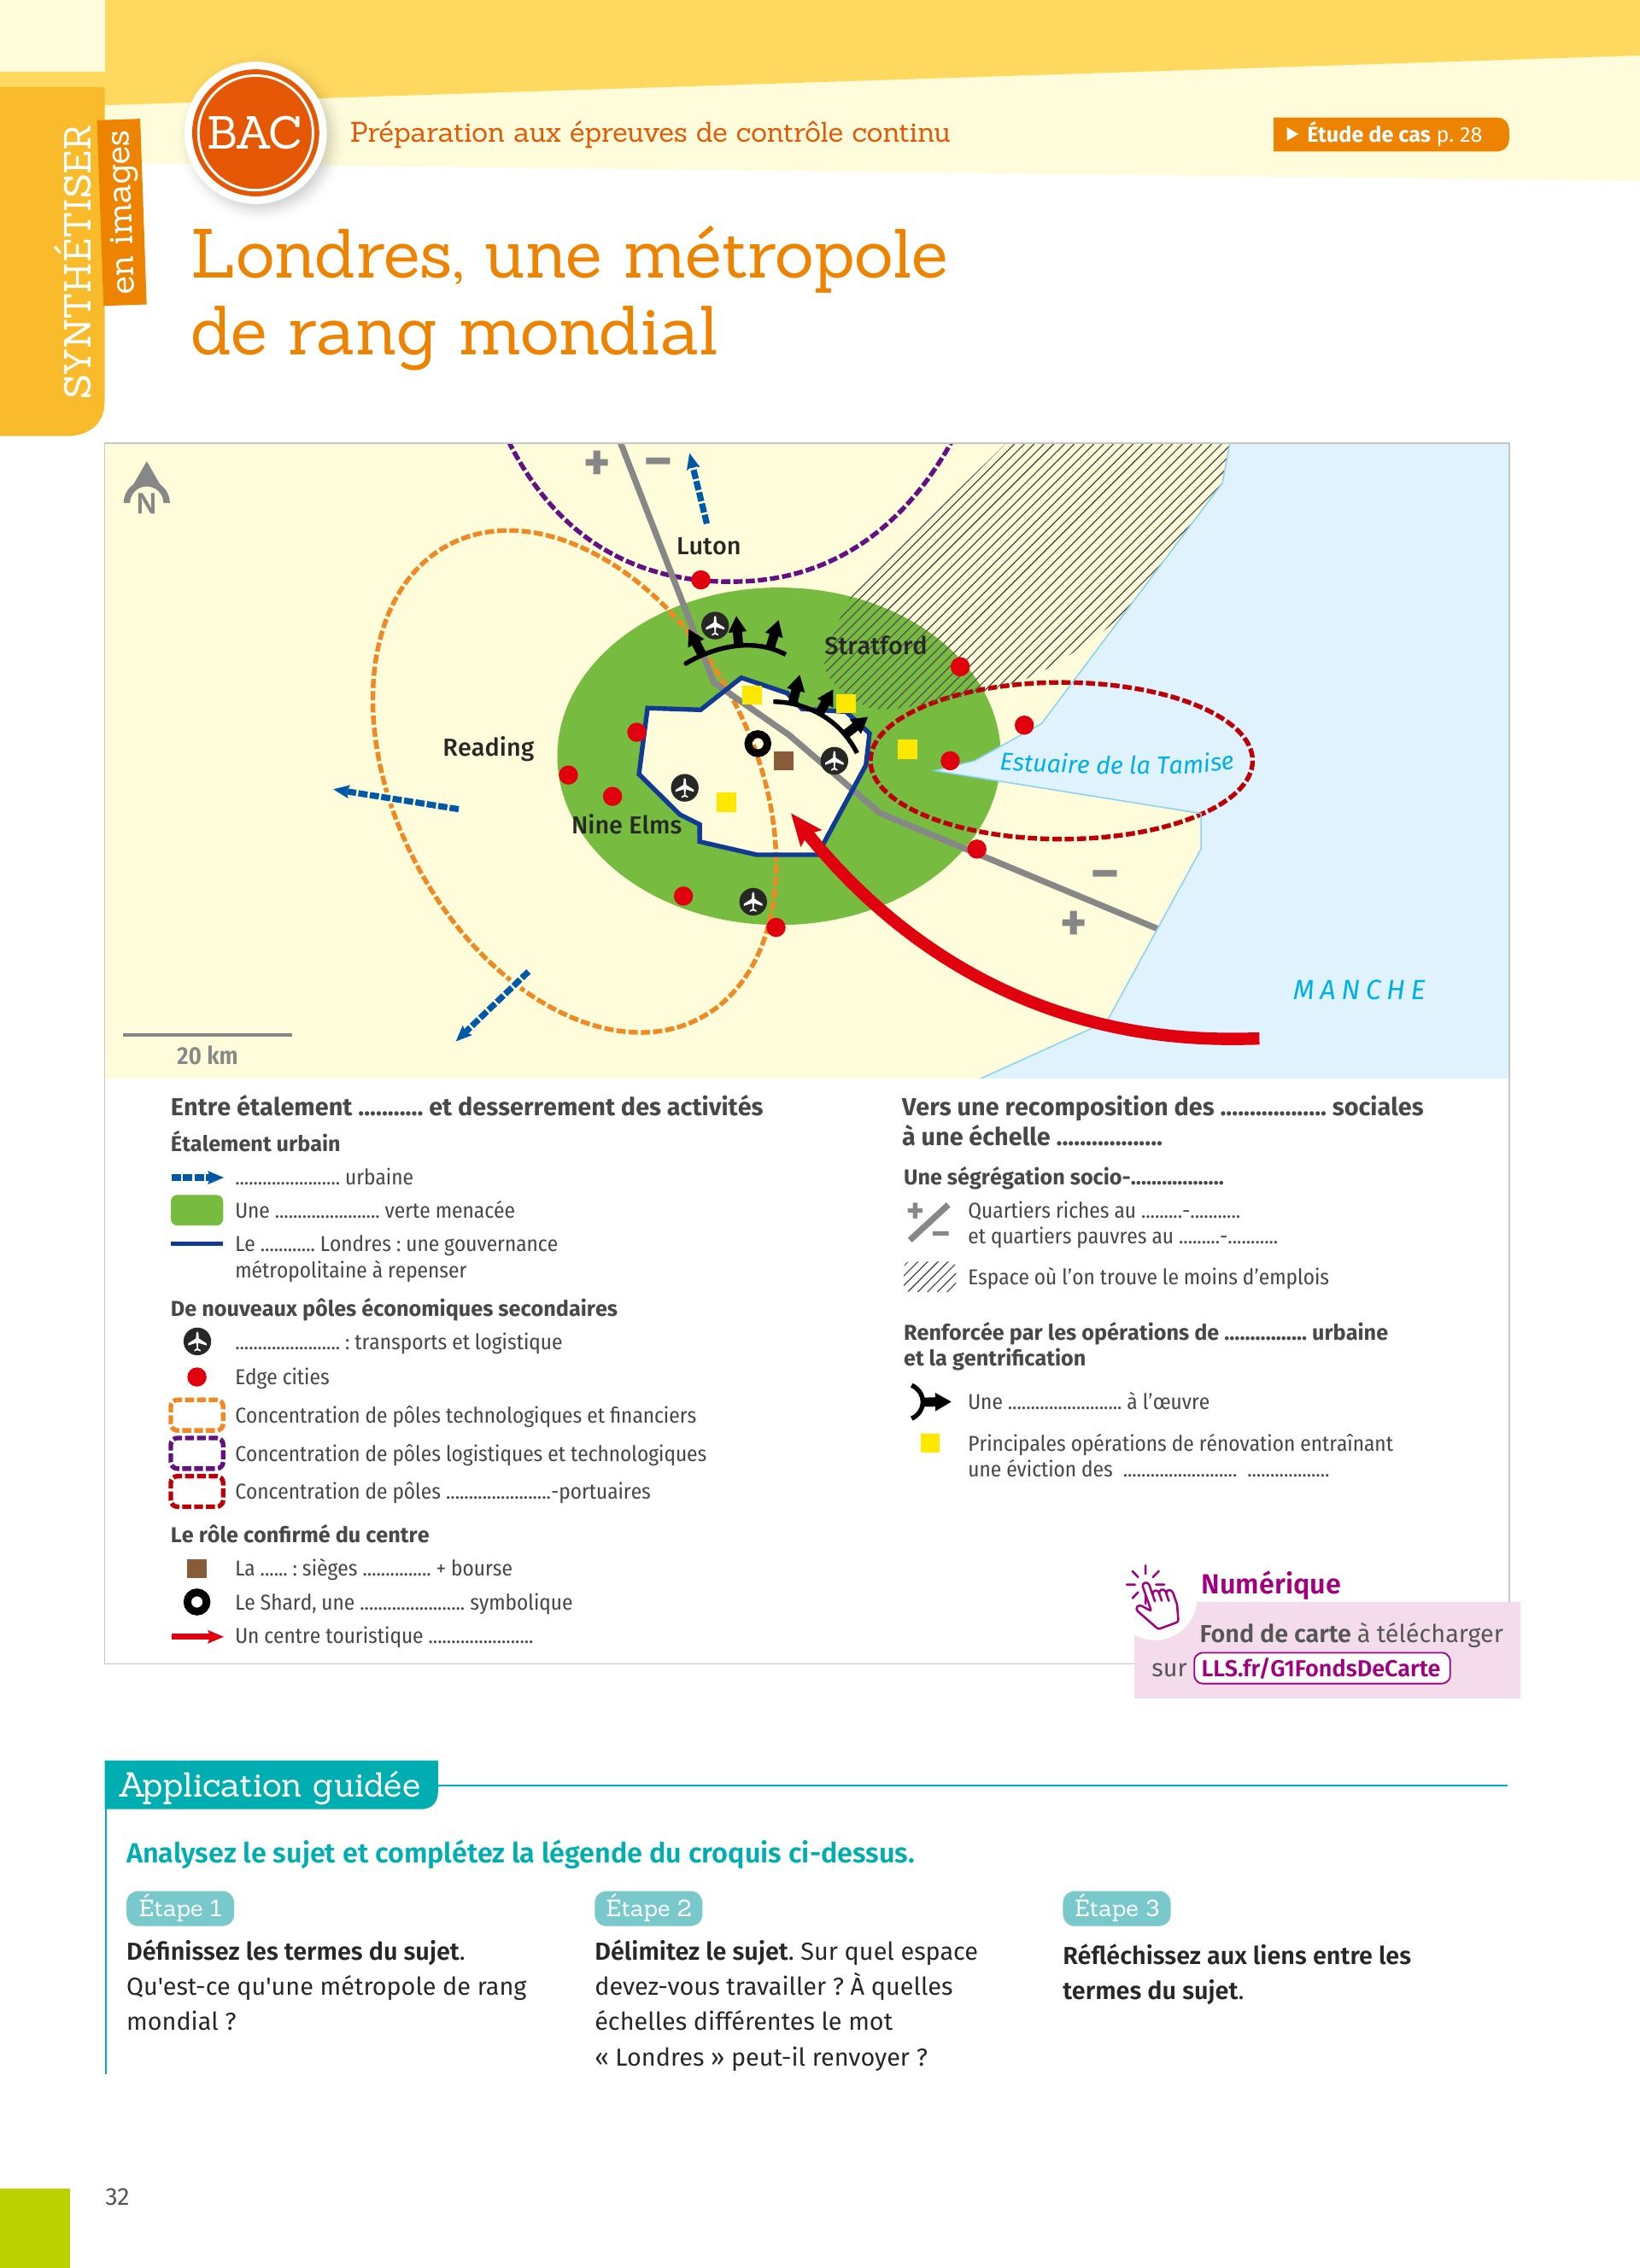 SYNTHÉTISER
en images
BAC
Préparation aux épreuves de contrôle continu
Étude de cas p. 28
Londres, une métropole
de rang mondial
N
+ −
Luton
Stratford
Reading
Estuaire de la Tamise
Nine Elms
−
+
MANCHE
20 km
Entre étalement ........... et desserrement des activités
Étalement urbain
....................... urbaine
Une ....................... verte menacée
Le ............ Londres : une gouvernance
métropolitaine à repenser
De nouveaux pôles économiques secondaires
....................... : transports et logistique
Edge cities
Concentration de pôles technologiques et financiers
Concentration de pôles logistiques et technologiques
Concentration de pôles .......................-portuaires
Le rôle confirmé du centre
La ...... : sièges ............... + bourse
Le Shard, une ....................... symbolique
Un centre touristique .......................
Vers une recomposition des .................. sociales
à une échelle ..................
Une ségrégation socio-..................
+
−
Quartiers riches au .........-...........
et quartiers pauvres au .........-...........
Espace où l’on trouve le moins d’emplois
Renforcée par les opérations de ................ urbaine
et la gentrification
Une ......................... à l’œuvre
Principales opérations de rénovation entraînant
une éviction des ......................... ..................
Numérique
Fond de carte à télécharger
sur LLS.fr/G1FondsDeCarte
Application guidée
Analysez le sujet et complétez la légende du croquis ci-dessus.
Étape 1
Définissez les termes du sujet.
Qu'est-ce qu'une métropole de rang
mondial ?
Étape 2
Délimitez le sujet. Sur quel espace
devez-vous travailler ? À quelles
échelles différentes le mot
« Londres » peut-il renvoyer ?
Étape 3
Réfléchissez aux liens entre les
termes du sujet.
32